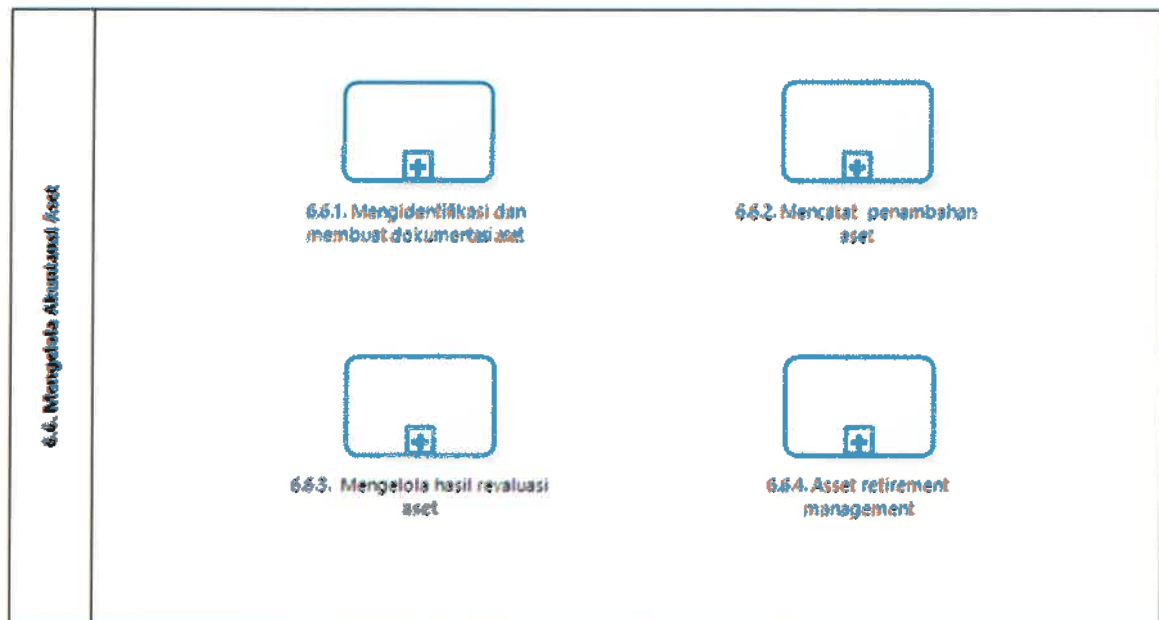 6.6. Mengelola Akuntansi Aset
6.6.1. Mengidentifikasi dan
membuat dokumentasi aset
6.6.2. Mencatat penambahan
aset
6.6.3. Mengelola hasil revaluasi
aset
6.6.4. Asset retirement
management